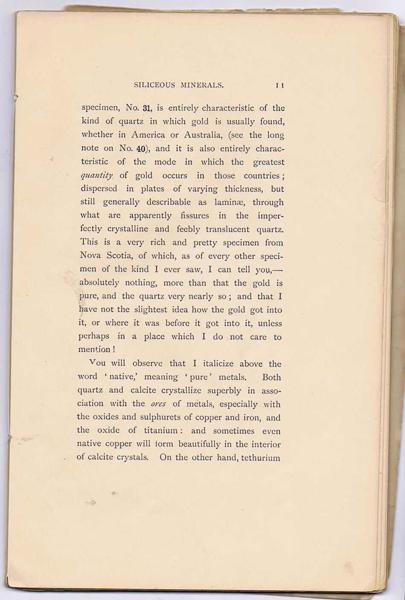 SILICEOUS MINERALS. 11
specimen, No. 31, is entirely characteristic of the
kind of quartz in which gold is usually found,
whether in America or Australia, (see the long
note on No. 40), and it is also entirely charac-
teristic of the mode in which the greatest
quantity of gold occurs in those countries;
dispersed in plates of varying thickness, but
still generally describable as laminæ, through
what are apparently fissures in the imper-
fectly crystalline and feebly translucent quartz.
This is a very rich and pretty specimen from
Nova Scotia, of which, as of every other speci-
men of the kind I ever saw, I can tell you,—
absolutely nothing, more than that the gold is
pure, and the quartz very nearly so; and that I
have not the slightest idea how the gold got into
it, or where it was before it got into it, unless
perhaps in a place which I do not care to
mention!
You will observe that I italicize above the
word ‘native,’ meaning ‘pure’ metals. Both
quartz and calcite crystallize superbly in asso-
ciation with the ores of metals, especially with
the oxides and sulphurets of copper and iron, and
the oxide of titanium: and sometimes even
native copper will form beautifully in the interior
of calcite crystals. On the other hand, tethurium